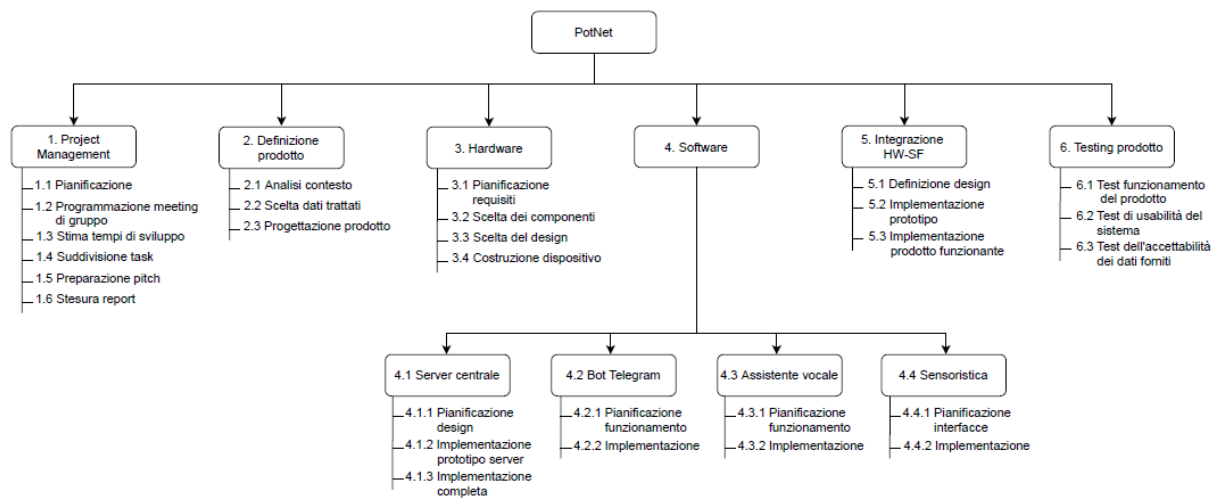 PotNet
1. Project
Management
1.1 Pianificazione
1.2 Programmazione meeting
di gruppo
1.3 Stima tempi di sviluppo
1.4 Suddivisione task
1.5 Preparazione pitch
1.6 Stesura report
2. Definizione
prodotto
2.1 Analisi contesto
2.2 Scelta dati trattati
2.3 Progettazione prodotto
3. Hardware
3.1 Pianificazione
requisiti
3.2 Scelta dei componenti
3.3 Scelta del design
3.4 Costruzione dispositivo
4. Software
5. Integrazione
HW-SF
5.1 Definizione design
5.2 Implementazione
prototipo
5.3 Implementazione
prodotto funzionante
6. Testing prodotto
6.1 Test funzionamento
del prodotto
6.2 Test di usabilità del
sistema
6.3 Test dell'accettabilità
dei dati forniti
4.1 Server centrale
4.1.1 Pianificazione
design
4.1.2 Implementazione
prototipo server
4.1.3 Implementazione
completa
4.2 Bot Telegram
4.2.1 Pianificazione
funzionamento
4.2.2 Implementazione
4.3 Assistente vocale
4.3.1 Pianificazione
funzionamento
4.3.2 Implementazione
4.4 Sensoristica
4.4.1 Pianificazione
interfacce
4.4.2 Implementazione